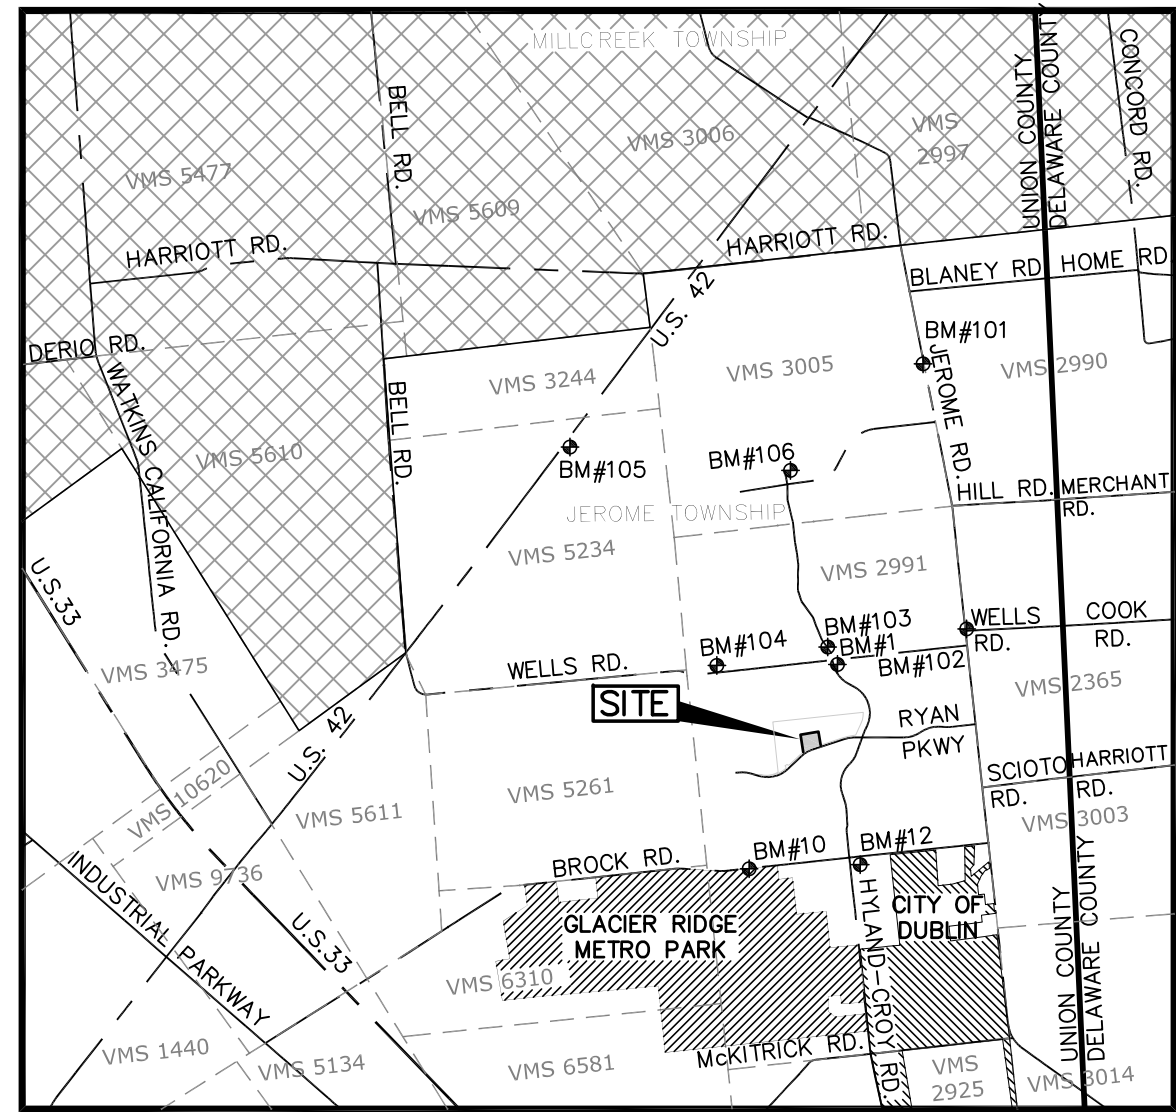 MILLCREEK TOWNSHIP
UNION COUNTY
DELAWARE COUNT
CONCORD RD.
BELL RD.
VMS 3006
VMS
2997
VMS 5477
VMS 5609
HARRIOTT RD.
HARRIOTT RD.
BLANEY RD
HOME RD
U.S. 42
DERIO RD.
BM#101
JEROME RD.
VMS 2990
WATKINS CALIFORNIA RD.
VMS 3244
VMS 3005
BELL RD.
VMS 5610
BM#105
BM#106
HILL RD.
MERCHANT
RD.
JEROME TOWNSHIP
VMS 5234
VMS 2991
U.S.33
BM#103
BM#1
BM#104
BM#102
WELLS
RD.
COOK
RD.
WELLS RD.
VMS 3475
VMS 2365
SITE
RYAN
PKWY
U.S. 42
SCIOTO
RD.
HARRIOTT
RD.
VMS 10620
VMS 5261
VMS 5611
VMS 3003
BM#10
BM#12
BROCK RD.
VMS 9736
INDUSTRIAL PARKWAY
U.S.33
GLACIER RIDGE
METRO PARK
HYLAND-CROY RD.
CITY OF
DUBLIN
UNION COUNTY
DELAWARE COUNTY
VMS 6310
McKITRICK RD.
VMS 1440
VMS 5134
VMS 6581
VMS
2925
VMS 3014